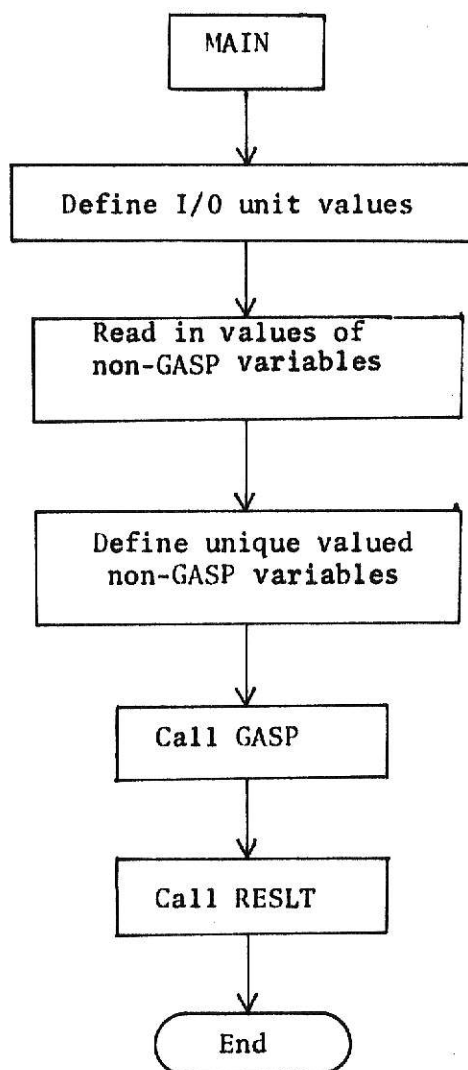 MAIN
Define I/O unit values
Read in values of
non-GASP variables
Define unique valued
non-GASP variables
Call GASP
Call RESLT
End